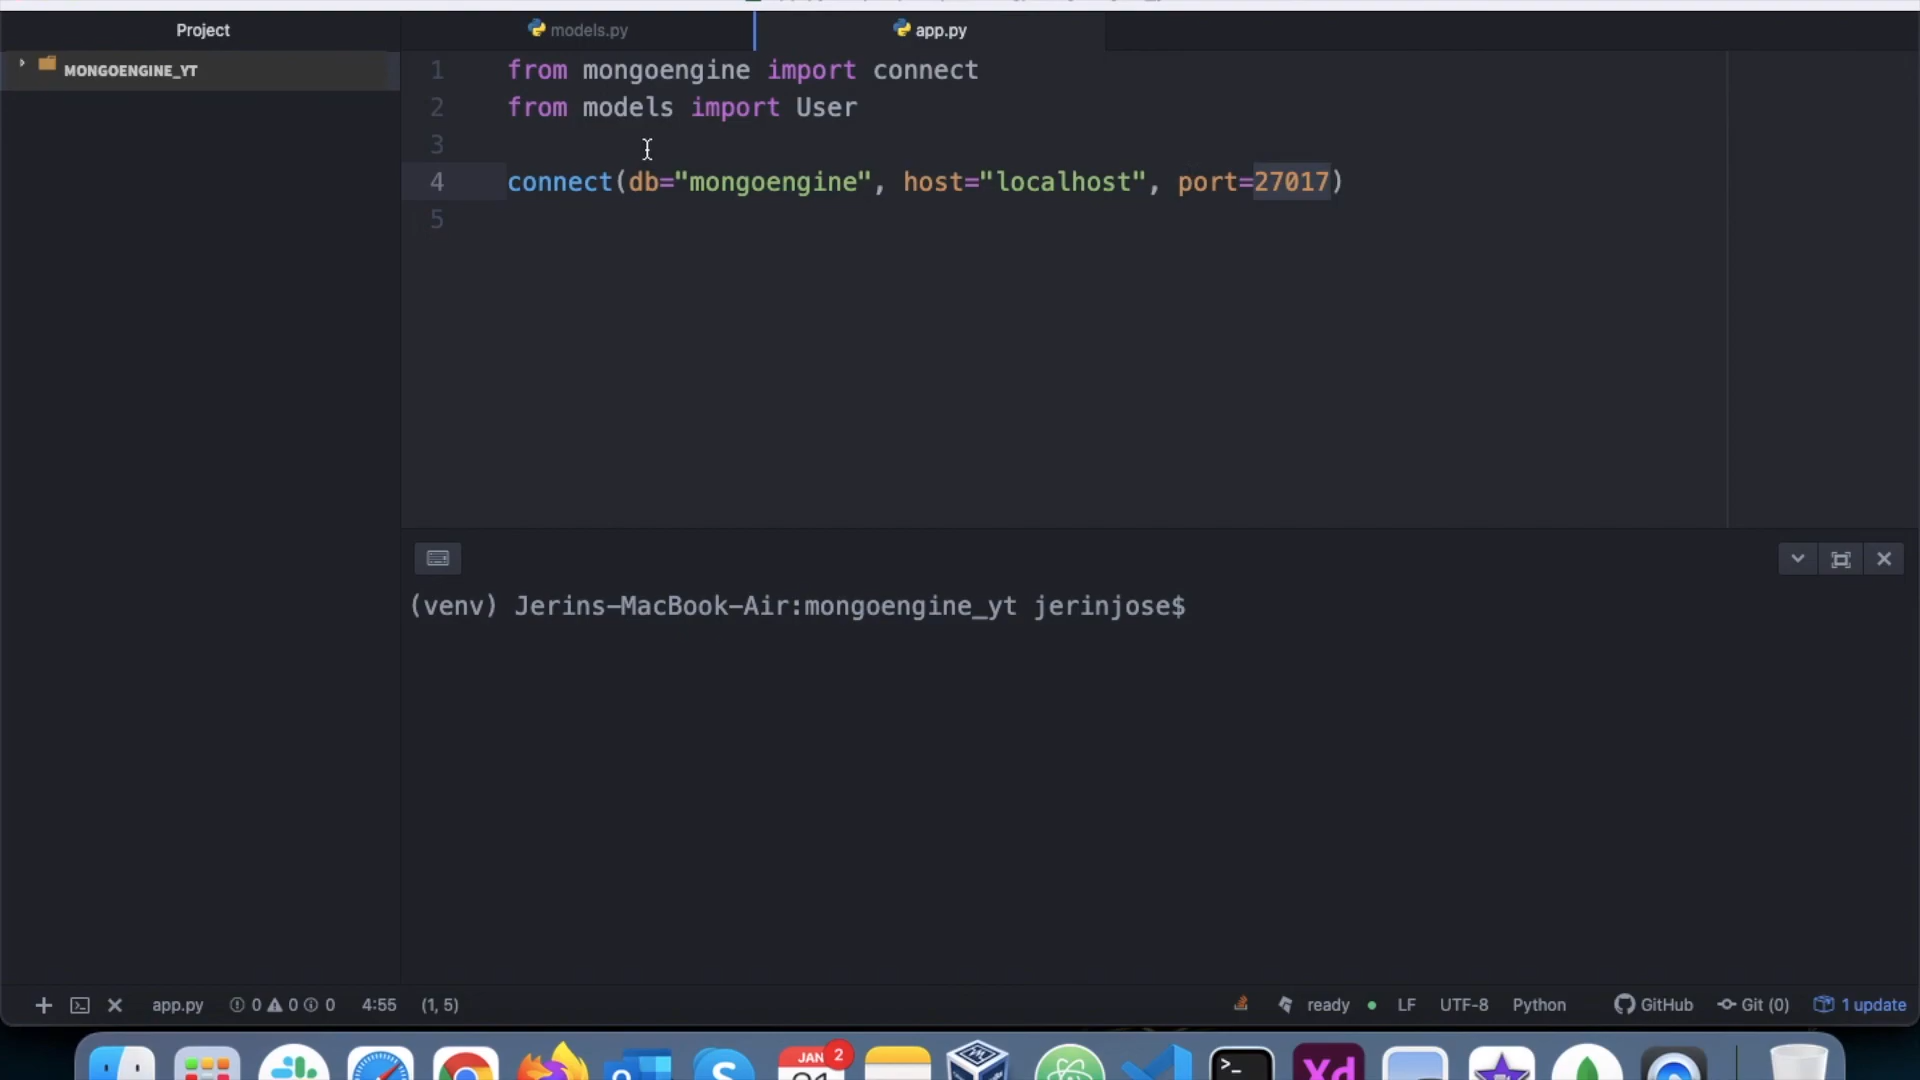 Project
models.py
app.py
MONGOENGINE_YT
1 from mongoengine import connect
2 from models import User
3
4 connect(db="mongoengine", host="localhost", port=27017)
5
(venv) Jerins-MacBook-Air:mongoengine_yt jerinjose$
app.py 0 0 0 4:55 (1, 5) ready LF UTF-8 Python GitHub Git (0) 1 update
JAN 2
Xd